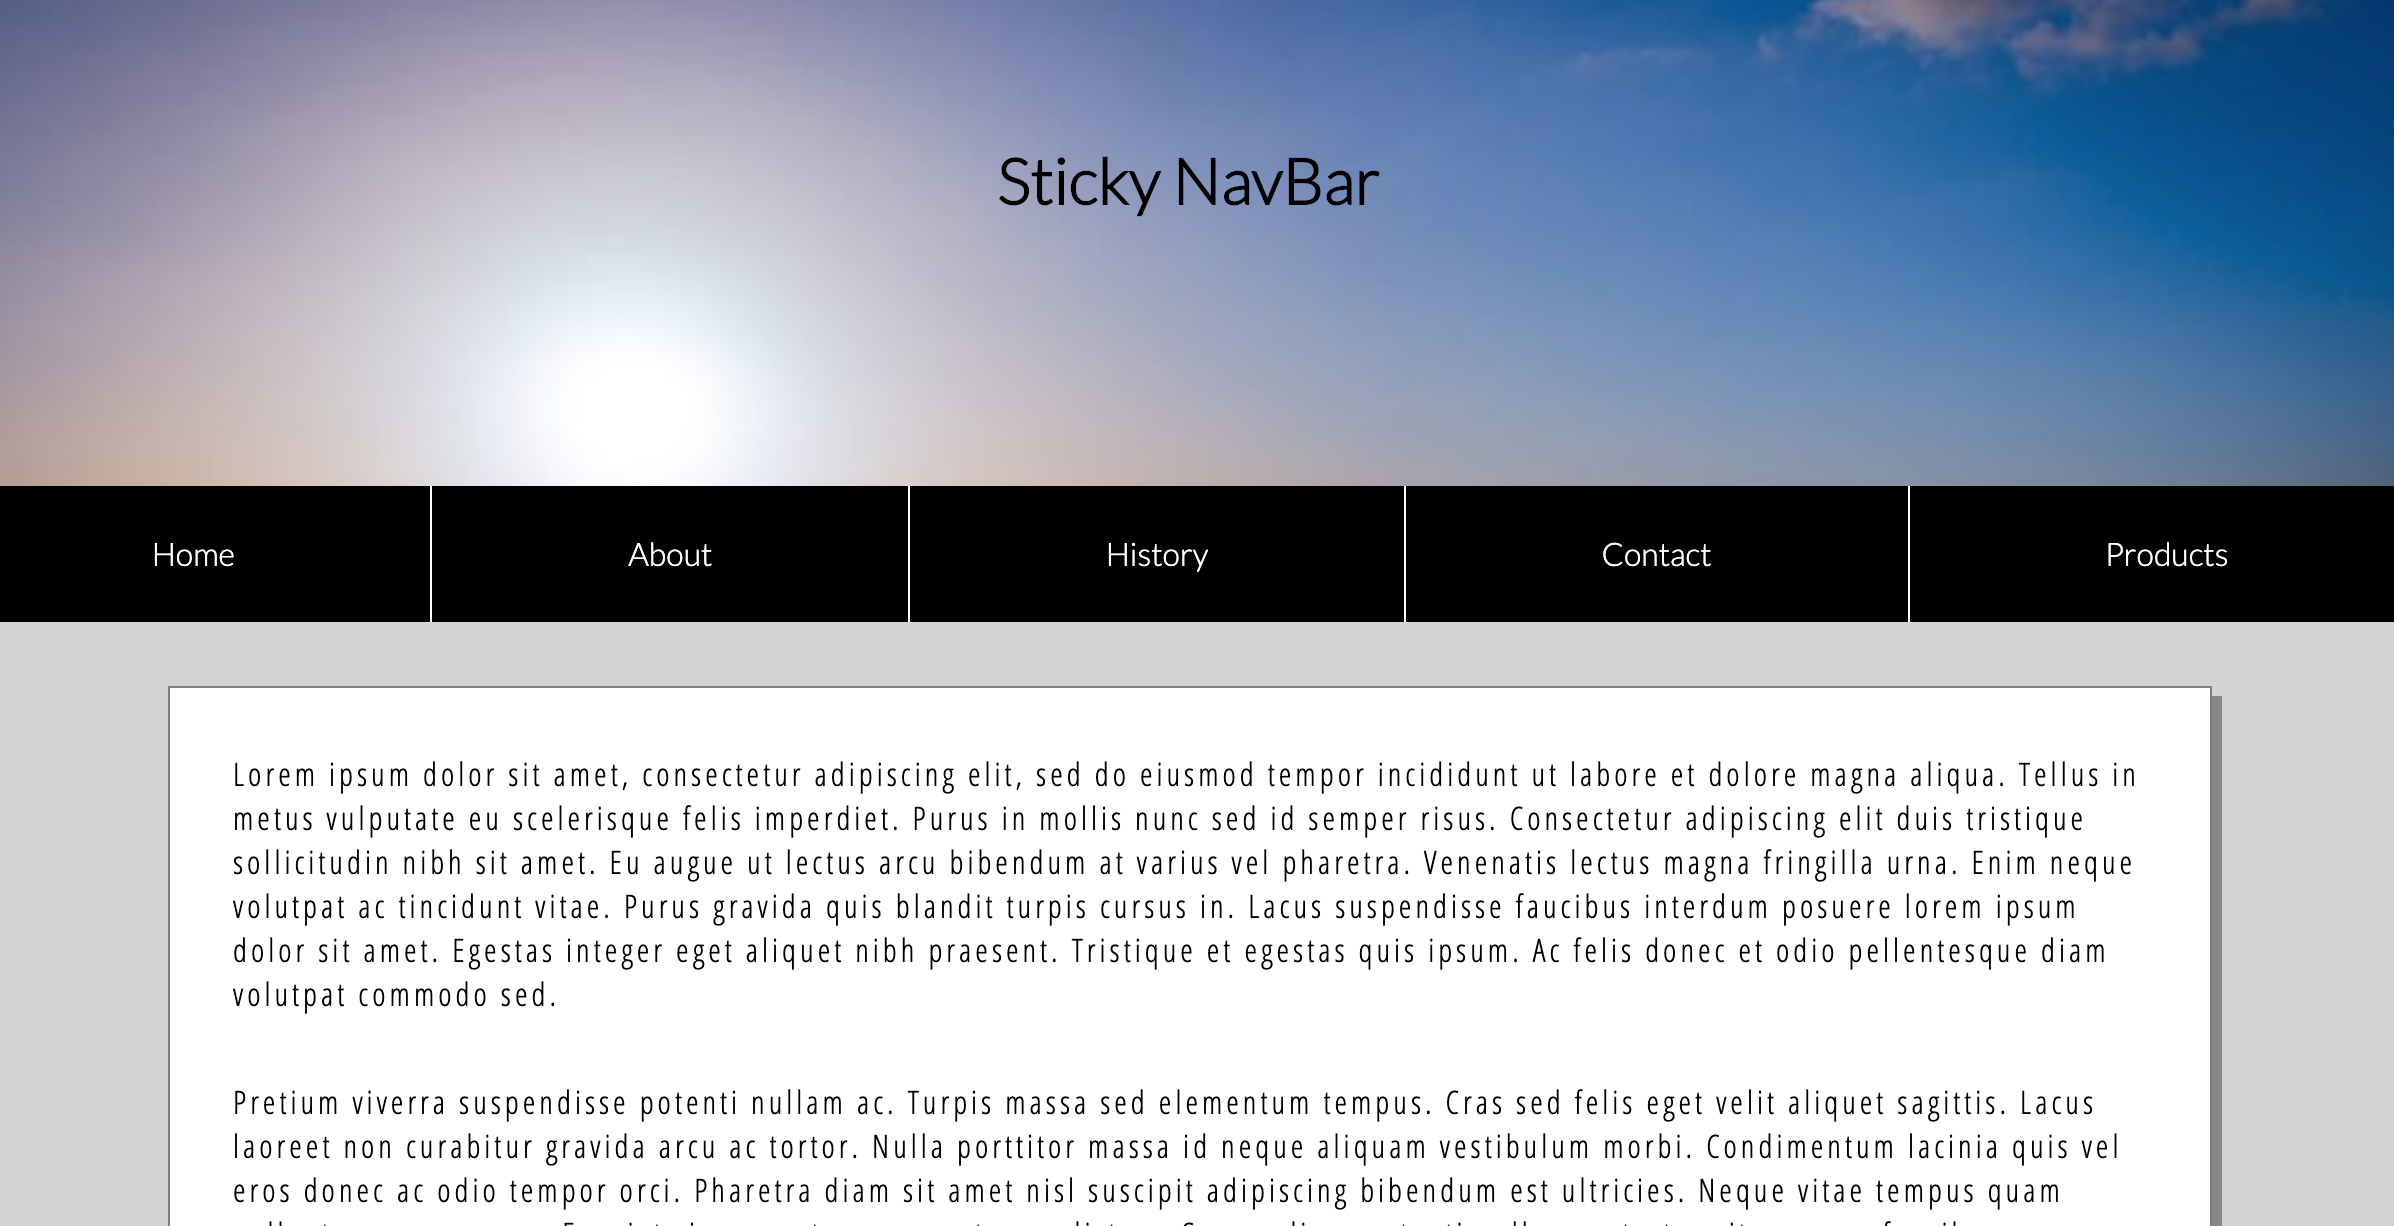 Sticky NavBar
Home About History Contact Products
Lorem ipsum dolor sit amet, consectetur adipiscing elit, sed do eiusmod tempor incididunt ut labore et dolore magna aliqua. Tellus in
metus vulputate eu scelerisque felis imperdiet. Purus in mollis nunc sed id semper risus. Consectetur adipiscing elit duis tristique
sollicitudin nibh sit amet. Eu augue ut lectus arcu bibendum at varius vel pharetra. Venenatis lectus magna fringilla urna. Enim neque
volutpat ac tincidunt vitae. Purus gravida quis blandit turpis cursus in. Lacus suspendisse faucibus interdum posuere lorem ipsum
dolor sit amet. Egestas integer eget aliquet nibh praesent. Tristique et egestas quis ipsum. Ac felis donec et odio pellentesque diam
volutpat commodo sed.
Pretium viverra suspendisse potenti nullam ac. Turpis massa sed elementum tempus. Cras sed felis eget velit aliquet sagittis. Lacus
laoreet non curabitur gravida arcu ac tortor. Nulla porttitor massa id neque aliquam vestibulum morbi. Condimentum lacinia quis vel
eros donec ac odio tempor orci. Pharetra diam sit amet nisl suscipit adipiscing bibendum est ultricies. Neque vitae tempus quam